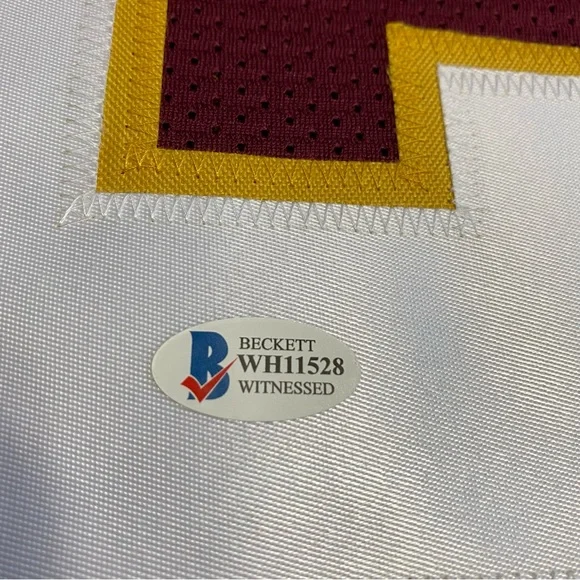 B
BECKETT
WH11528
WITNESSED